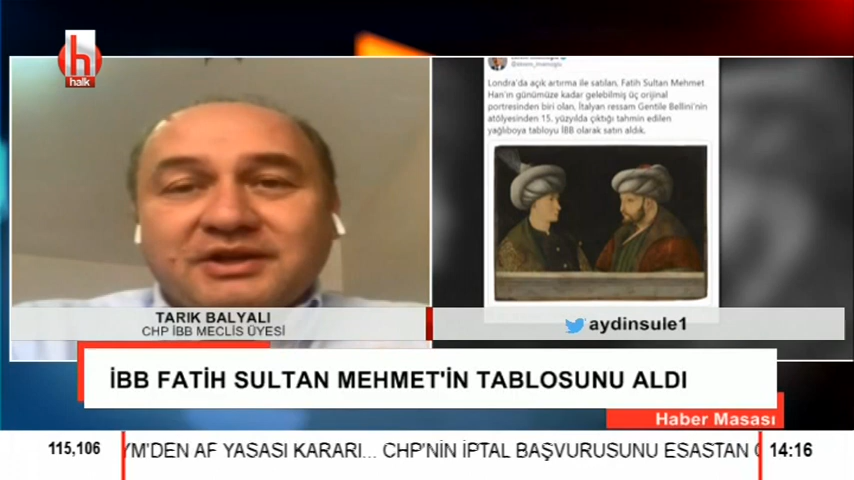 h
halk
Londra'da açık artırma ile satılan, Fatih Sultan Mehmet
Han'ın günümüze kadar gelebilmiş üç orijinal
portresinden biri olan, İtalyan ressam Gentile Bellini'nin
atölyesinden 15. yüzyılda çıktığı tahmin edilen
yağlıboya tabloyu İBB olarak satın aldık.
TARIK BALYALI
CHP İBB MECLİS ÜYESİ
aydinsule1
İBB FATİH SULTAN MEHMET'İN TABLOSUNU ALDI
Haber Masası
115,106
YM'DEN AF YASASI KARARI... CHP'NİN İPTAL BAŞVURUSUNU ESASTAN
14:16